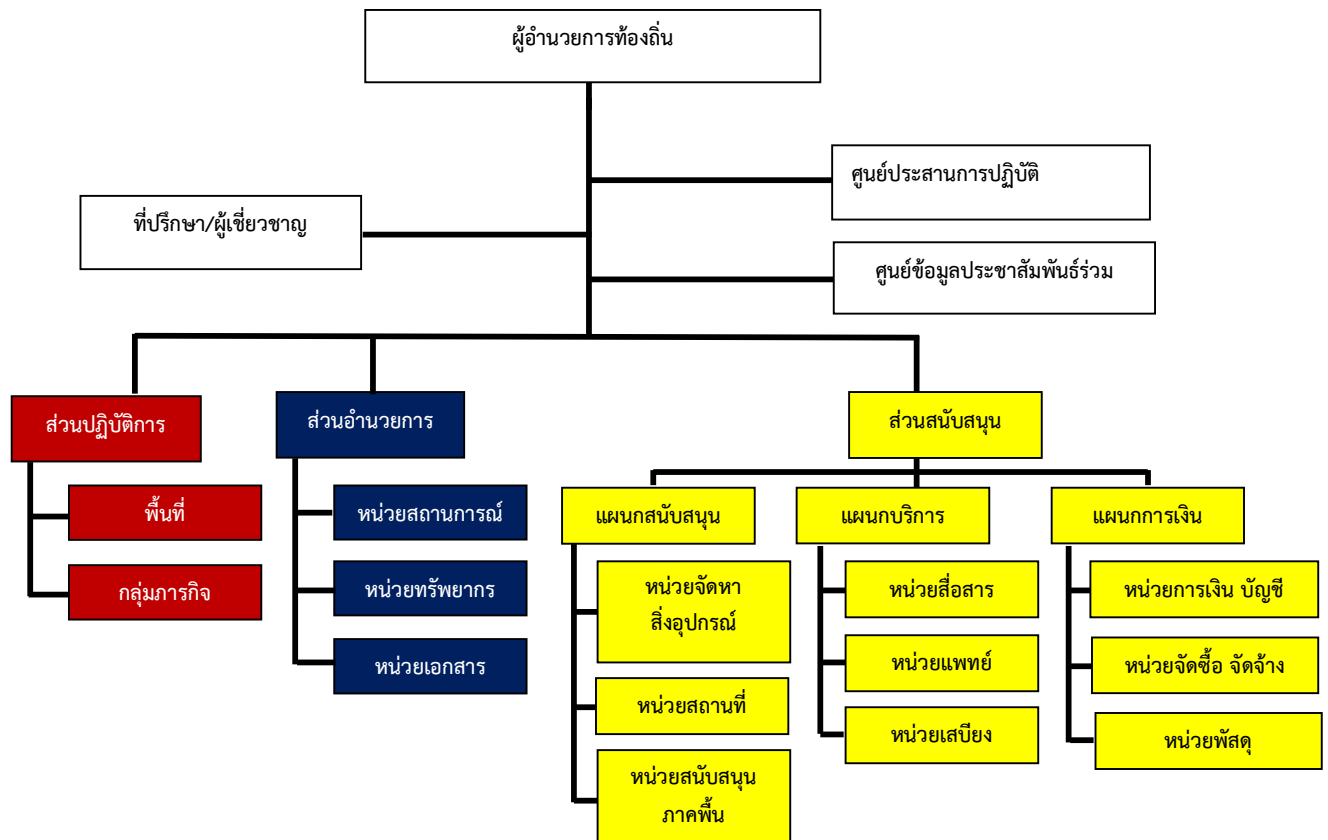 ผู้อำนวยการท้องถิ่น
ศูนย์ประสานการปฏิบัติ
ที่ปรึกษา/ผู้เชี่ยวชาญ
ศูนย์ข้อมูลประชาสัมพันธ์ร่วม
ส่วนปฏิบัติการ
พื้นที่
กลุ่มภารกิจ
ส่วนอำนวยการ
หน่วยสถานการณ์
หน่วยทรัพยากร
หน่วยเอกสาร
ส่วนสนับสนุน
แผนกสนับสนุน
หน่วยจัดหา
สิ่งอุปกรณ์
หน่วยสถานที่
หน่วยสนับสนุน
ภาคพื้น
แผนกบริการ
หน่วยสื่อสาร
หน่วยแพทย์
หน่วยเสบียง
แผนกการเงิน
หน่วยการเงิน บัญชี
หน่วยจัดซื้อ จัดจ้าง
หน่วยพัสดุ